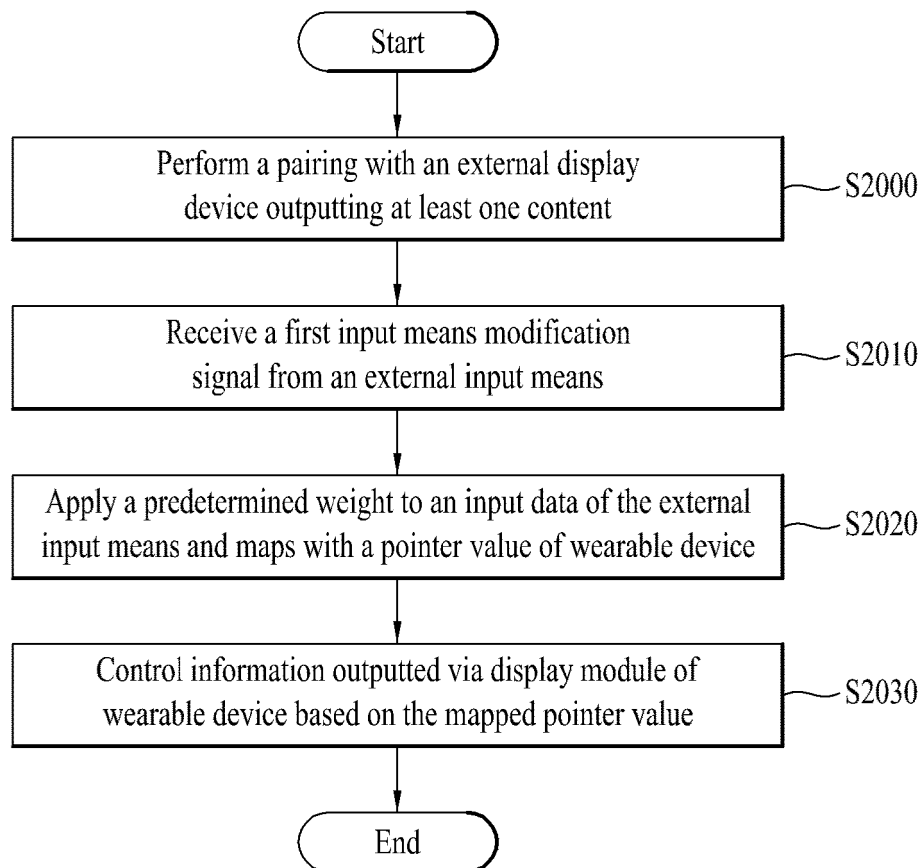 Start
Perform a pairing with an external display
device outputting at least one content
S2000
Receive a first input means modification
signal from an external input means
S2010
Apply a predetermined weight to an input data of the external
input means and maps with a pointer value of wearable device
S2020
Control information outputted via display module of
wearable device based on the mapped pointer value
S2030
End